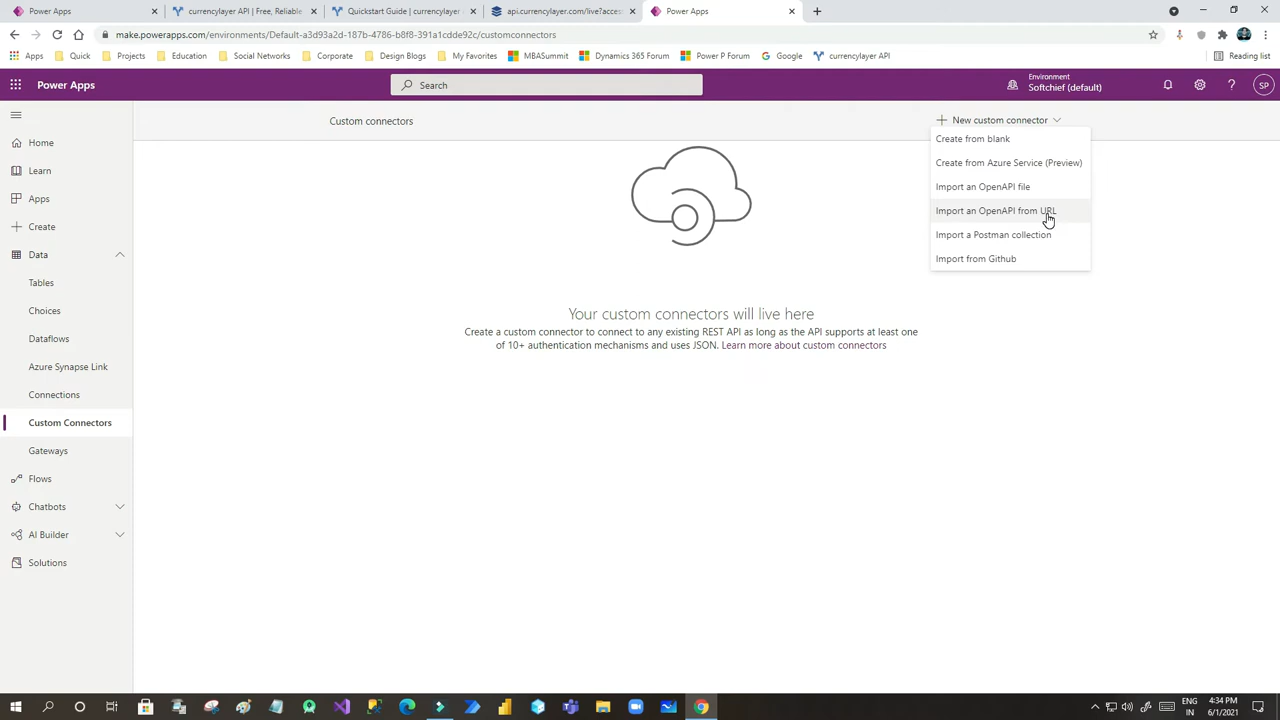 Power Apps
currencylayer API | Free, Reliable
Quickstart Guide | currencylayer
api.currencylayer.com/live?access
Power Apps
make.powerapps.com/environments/Default-a3d93a2d-187b-4786-b8f8-391a1cdde92c/customconnectors
Apps
Quick
Projects
Education
Social Networks
Corporate
Design Blogs
My Favorites
MBASummit
Dynamics 365 Forum
Power P Forum
Google
currencylayer API
Reading list
Power Apps
Search
Environment
Softchief (default)
?
SP
Custom connectors
New custom connector
Create from blank
Create from Azure Service (Preview)
Import an OpenAPI file
Import an OpenAPI from URL
Import a Postman collection
Import from Github
Home
Learn
Apps
Create
Data
Tables
Choices
Dataflows
Azure Synapse Link
Connections
Custom Connectors
Gateways
Flows
Chatbots
AI Builder
Solutions
Your custom connectors will live here
Create a custom connector to connect to any existing REST API as long as the API supports at least one
of 10+ authentication mechanisms and uses JSON. Learn more about custom connectors
ENG
IN
4:34 PM
6/1/2021